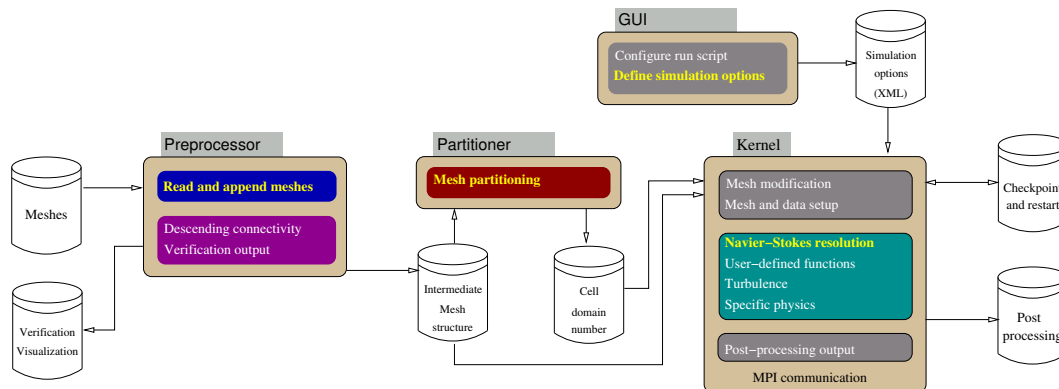 GUI
Configure run script
Define simulation options
Simulation
options
(XML)
Preprocessor
Read and append meshes
Descending connectivity
Verification output
Partitioner
Mesh partitioning
Kernel
Mesh modification
Mesh and data setup
Navier−Stokes resolution
User−defined functions
Turbulence
Specific physics
Post−processing output
MPI communication
Meshes
Verification
Visualization
Intermediate
Mesh
structure
Cell
domain
number
Checkpoint
and restart
Post
processing